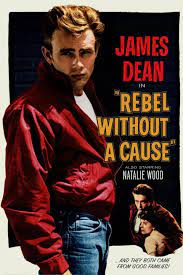 JAMES
DEAN
IN
"REBEL
WITHOUT
A CAUSE"
ALSO STARRING
NATALIE WOOD
...AND THEY BOTH CAME
FROM GOOD FAMILIES!